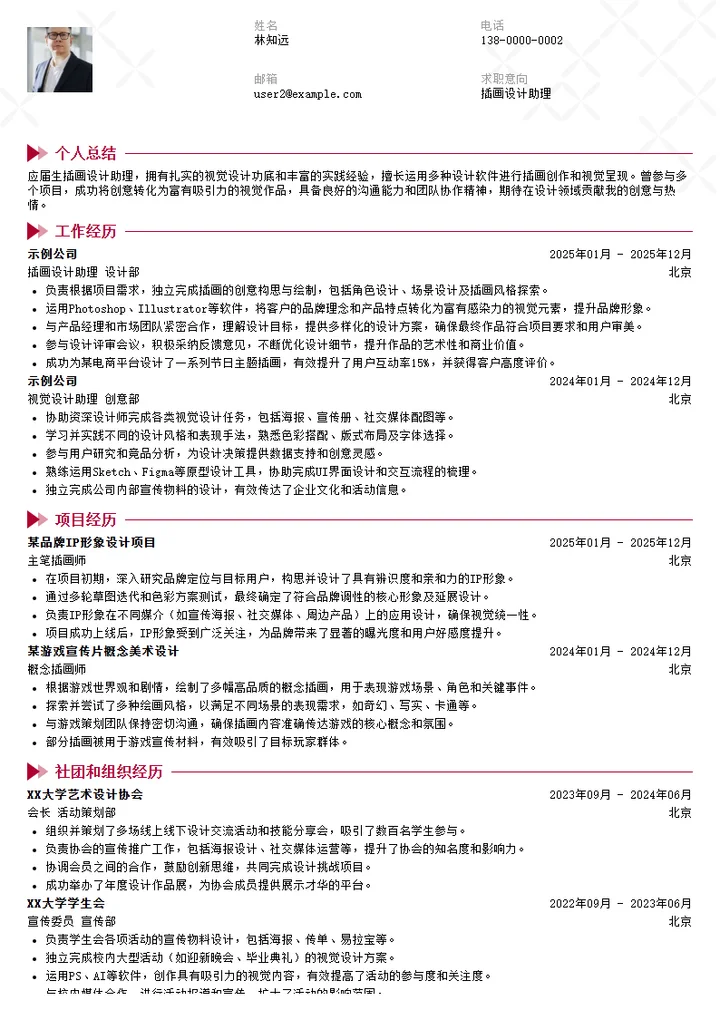 姓名
林知远
电话
138-0000-0002
邮箱
user2@example.com
求职意向
插画设计助理
个人总结
应届生插画设计助理，拥有扎实的视觉设计功底和丰富的实践经验，擅长运用多种设计软件进行插画创作和视觉呈现。曾参与多
个项目，成功将创意转化为富有吸引力的视觉作品，具备良好的沟通能力和团队协作精神，期待在设计领域贡献我的创意与热
情。
工作经历
示例公司 2025年01月 - 2025年12月
插画设计助理 设计部 北京
• 负责根据项目需求，独立完成插画的创意构思与绘制，包括角色设计、场景设计及插画风格探索。
• 运用Photoshop、Illustrator等软件，将客户的品牌理念和产品特点转化为富有感染力的视觉元素，提升品牌形象。
• 与产品经理和市场团队紧密合作，理解设计目标，提供多样化的设计方案，确保最终作品符合项目要求和用户审美。
• 参与设计评审会议，积极采纳反馈意见，不断优化设计细节，提升作品的艺术性和商业价值。
• 成功为某电商平台设计了一系列节日主题插画，有效提升了用户互动率15%，并获得客户高度评价。
示例公司 2024年01月 - 2024年12月
视觉设计助理 创意部 北京
• 协助资深设计师完成各类视觉设计任务，包括海报、宣传册、社交媒体配图等。
• 学习并实践不同的设计风格和表现手法，熟悉色彩搭配、版式布局及字体选择。
• 参与用户研究和竞品分析，为设计决策提供数据支持和创意灵感。
• 熟练运用Sketch、Figma等原型设计工具，协助完成UI界面设计和交互流程的梳理。
• 独立完成公司内部宣传物料的设计，有效传达了企业文化和活动信息。
项目经历
某品牌IP形象设计项目 2025年01月 - 2025年12月
主笔插画师 北京
• 在项目初期，深入研究品牌定位与目标用户，构思并设计了具有辨识度和亲和力的IP形象。
• 通过多轮草图迭代和色彩方案测试，最终确定了符合品牌调性的核心形象及延展设计。
• 负责IP形象在不同媒介（如宣传海报、社交媒体、周边产品）上的应用设计，确保视觉统一性。
• 项目成功上线后，IP形象受到广泛关注，为品牌带来了显著的曝光度和用户好感度提升。
某游戏宣传片概念美术设计 2024年01月 - 2024年12月
概念插画师 北京
• 根据游戏世界观和剧情，绘制了多幅高品质的概念插画，用于表现游戏场景、角色和关键事件。
• 探索并尝试了多种绘画风格，以满足不同场景的表现需求，如奇幻、写实、卡通等。
• 与游戏策划团队保持密切沟通，确保插画内容准确传达游戏的核心概念和氛围。
• 部分插画被用于游戏宣传材料，有效吸引了目标玩家群体。
社团和组织经历
XX大学艺术设计协会 2023年09月 - 2024年06月
会长 活动策划部 北京
• 组织并策划了多场线上线下设计交流活动和技能分享会，吸引了数百名学生参与。
• 负责协会的宣传推广工作，包括海报设计、社交媒体运营等，提升了协会的知名度和影响力。
• 协调会员之间的合作，鼓励创新思维，共同完成设计挑战项目。
• 成功举办了年度设计作品展，为协会成员提供展示才华的平台。
XX大学学生会 2022年09月 - 2023年06月
宣传委员 宣传部 北京
• 负责学生会各项活动的宣传物料设计，包括海报、传单、易拉宝等。
• 独立完成校内大型活动（如迎新晚会、毕业典礼）的视觉设计方案。
• 运用PS、AI等软件，创作具有吸引力的视觉内容，有效提高了活动的参与度和关注度。
• 与校内媒体合作，进行活动报道和宣传，扩大了活动的影响范围。